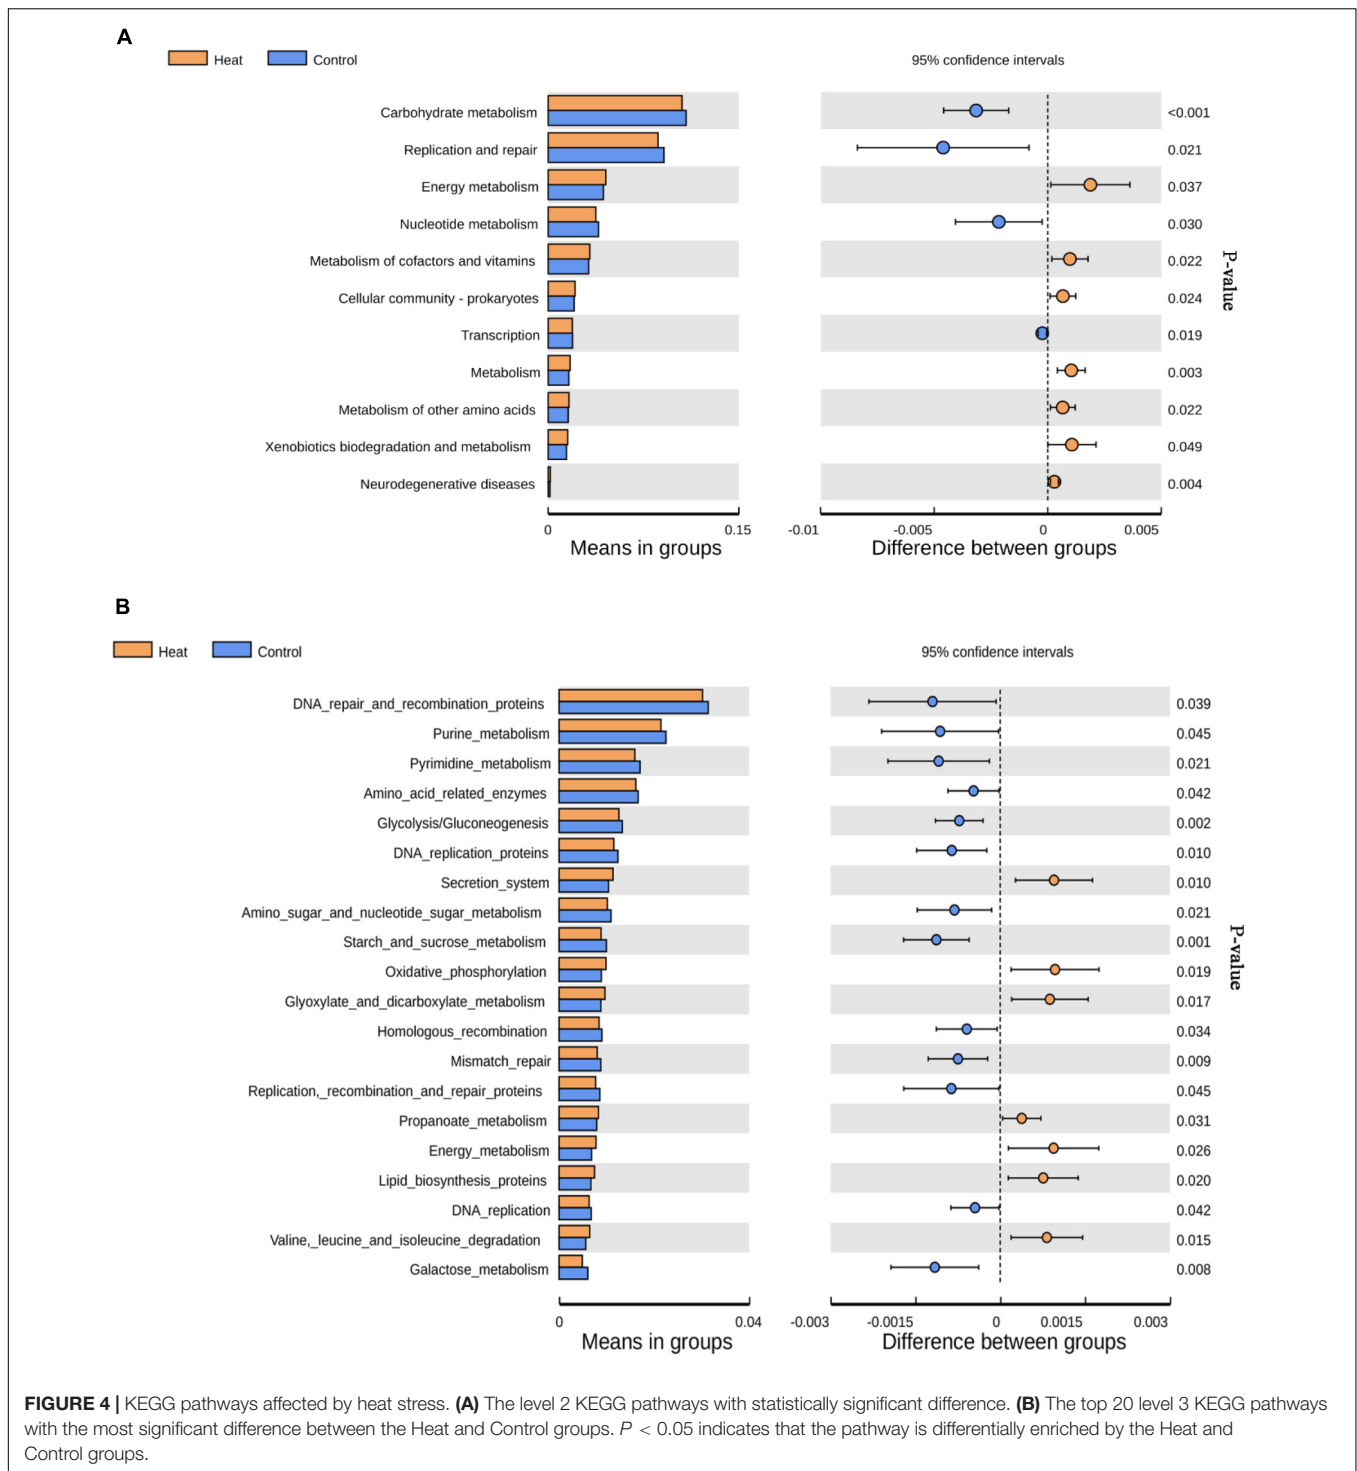 A
Heat Control
95% confidence intervals
Carbohydrate metabolism <0.001
Replication and repair 0.021
Energy metabolism 0.037
Nucleotide metabolism 0.030
Metabolism of cofactors and vitamins 0.022
Cellular community - prokaryotes 0.024
Transcription 0.019
Metabolism 0.003
Metabolism of other amino acids 0.022
Xenobiotics biodegradation and metabolism 0.049
Neurodegenerative diseases 0.004
P-value
0 0.15 -0.01 -0.005 0 0.005
Means in groups Difference between groups
B
Heat Control
95% confidence intervals
DNA_repair_and_recombination_proteins 0.039
Purine_metabolism 0.045
Pyrimidine_metabolism 0.021
Amino_acid_related_enzymes 0.042
Glycolysis/Gluconeogenesis 0.002
DNA_replication_proteins 0.010
Secretion_system 0.010
Amino_sugar_and_nucleotide_sugar_metabolism 0.021
Starch_and_sucrose_metabolism 0.001
Oxidative_phosphorylation 0.019
Glyoxylate_and_dicarboxylate_metabolism 0.017
Homologous_recombination 0.034
Mismatch_repair 0.009
Replication,_recombination_and_repair_proteins 0.045
Propanoate_metabolism 0.031
Energy_metabolism 0.026
Lipid_biosynthesis_proteins 0.020
DNA_replication 0.042
Valine,_leucine_and_isoleucine_degradation 0.015
Galactose_metabolism 0.008
P-value
0 0.04 -0.003 -0.0015 0 0.0015 0.003
Means in groups Difference between groups
FIGURE 4 | KEGG pathways affected by heat stress. (A) The level 2 KEGG pathways with statistically significant difference. (B) The top 20 level 3 KEGG pathways
with the most significant difference between the Heat and Control groups. P < 0.05 indicates that the pathway is differentially enriched by the Heat and
Control groups.